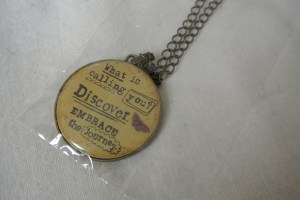 What is
calling you?
Discover
EMBRACE
the journey